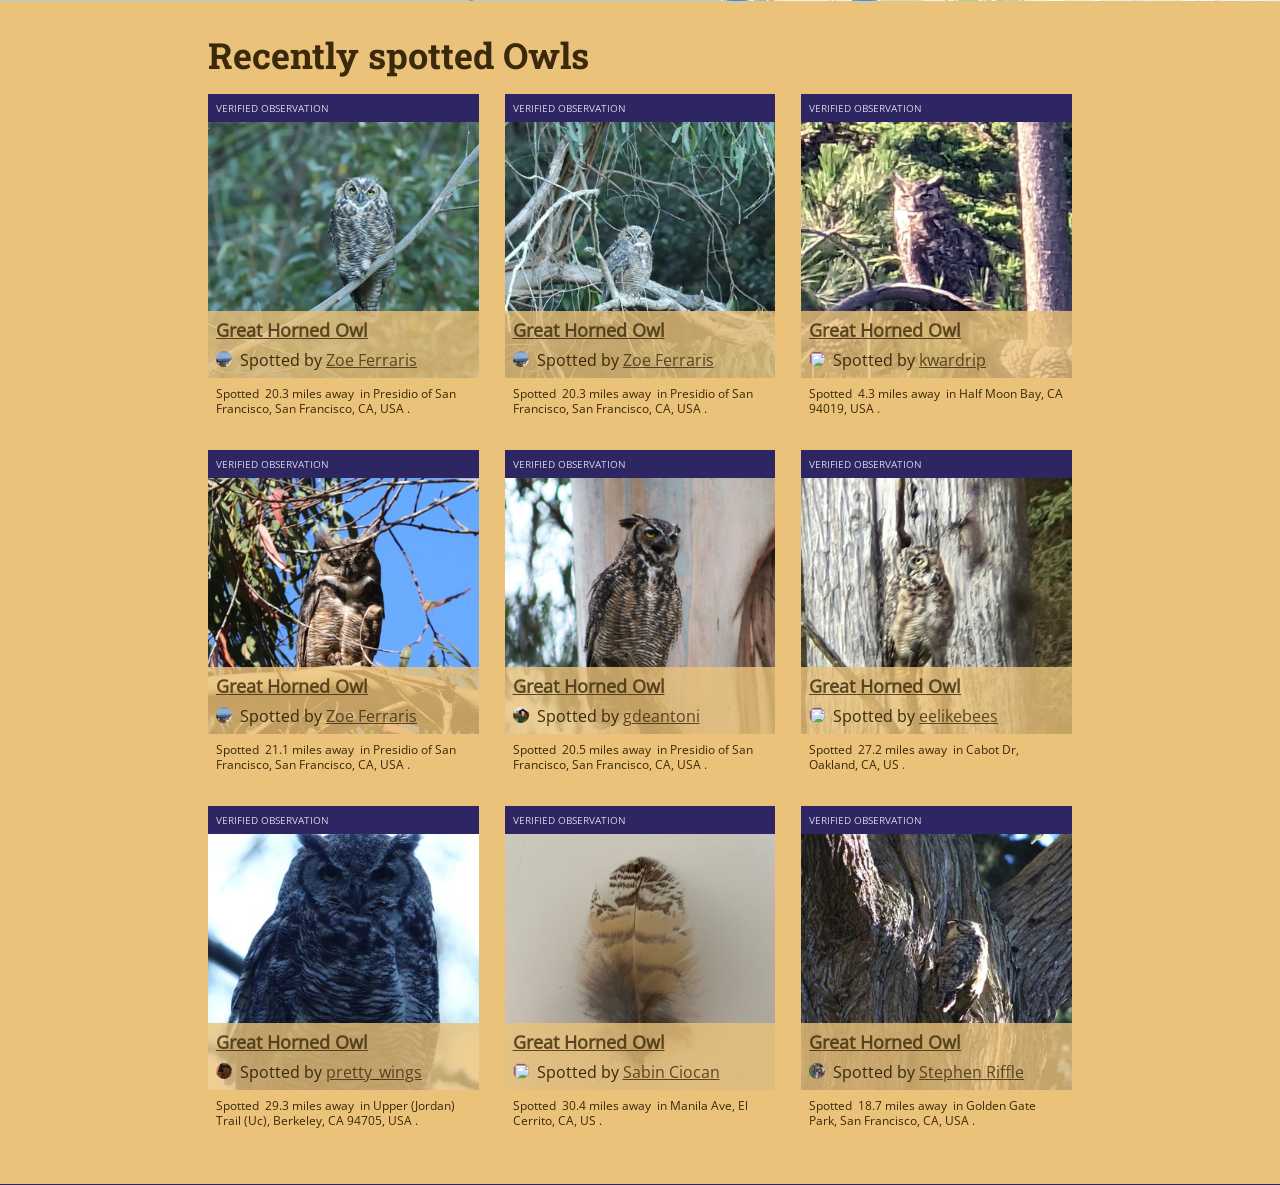 Recently spotted Owls
VERIFIED OBSERVATION
Great Horned Owl
Spotted by Zoe Ferraris
Spotted 20.3 miles away in Presidio of San
Francisco, San Francisco, CA, USA .
VERIFIED OBSERVATION
Great Horned Owl
Spotted by Zoe Ferraris
Spotted 20.3 miles away in Presidio of San
Francisco, San Francisco, CA, USA .
VERIFIED OBSERVATION
Great Horned Owl
Spotted by kwardrip
Spotted 4.3 miles away in Half Moon Bay, CA
94019, USA .
VERIFIED OBSERVATION
Great Horned Owl
Spotted by Zoe Ferraris
Spotted 21.1 miles away in Presidio of San
Francisco, San Francisco, CA, USA .
VERIFIED OBSERVATION
Great Horned Owl
Spotted by gdeantoni
Spotted 20.5 miles away in Presidio of San
Francisco, San Francisco, CA, USA .
VERIFIED OBSERVATION
Great Horned Owl
Spotted by eelikebees
Spotted 27.2 miles away in Cabot Dr,
Oakland, CA, US .
VERIFIED OBSERVATION
Great Horned Owl
Spotted by pretty_wings
Spotted 29.3 miles away in Upper (Jordan)
Trail (Uc), Berkeley, CA 94705, USA .
VERIFIED OBSERVATION
Great Horned Owl
Spotted by Sabin Ciocan
Spotted 30.4 miles away in Manila Ave, El
Cerrito, CA, US .
VERIFIED OBSERVATION
Great Horned Owl
Spotted by Stephen Riffle
Spotted 18.7 miles away in Golden Gate
Park, San Francisco, CA, USA .